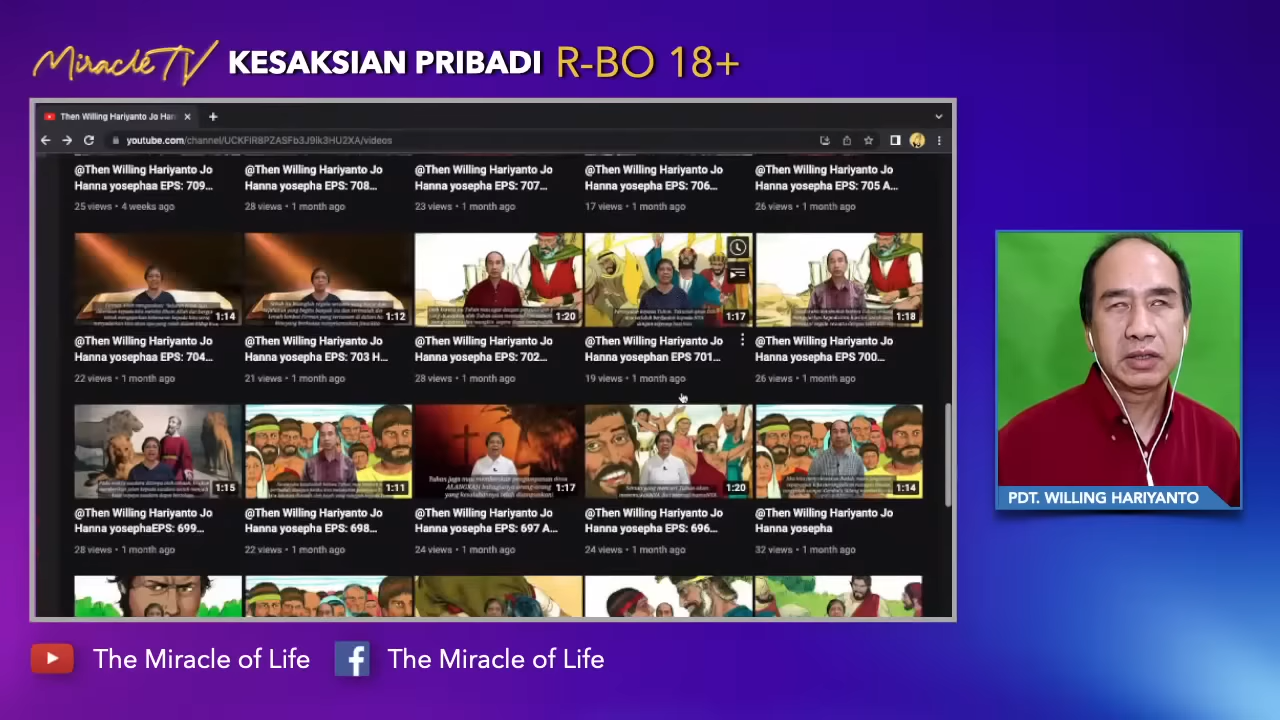 Miracle TV KESAKSIAN PRIBADI R-BO 18+
Then Willing Hariyanto Jo Han
youtube.com/channel/UCKFIR8PZASFb3J9ik3HU2XA/videos
@Then Willing Hariyanto Jo
Hanna yosephaa EPS: 709...
25 views • 4 weeks ago
@Then Willing Hariyanto Jo
Hanna yosepha EPS: 708...
28 views • 1 month ago
@Then Willing Hariyanto Jo
Hanna yosepha EPS: 707...
23 views • 1 month ago
@Then Willing Hariyanto Jo
Hanna yosepha EPS: 706...
17 views • 1 month ago
@Then Willing Hariyanto Jo
Hanna yosepha EPS: 705 A...
26 views • 1 month ago
1:14
1:12
1:20
1:17
1:18
@Then Willing Hariyanto Jo
Hanna yosephaa EPS: 704...
22 views • 1 month ago
@Then Willing Hariyanto Jo
Hanna yosepha EPS: 703 H...
21 views • 1 month ago
@Then Willing Hariyanto Jo
Hanna yosepha EPS: 702...
28 views • 1 month ago
@Then Willing Hariyanto Jo
Hanna yosephan EPS 701...
19 views • 1 month ago
@Then Willing Hariyanto Jo
Hanna yosepha EPS 700...
26 views • 1 month ago
1:15
1:11
Tuhan juga mau memberikan pengampunan dosa
1:17
1:20
1:14
@Then Willing Hariyanto Jo
Hanna yosephaEPS: 699...
28 views • 1 month ago
@Then Willing Hariyanto Jo
Hanna yosepha EPS: 698...
22 views • 1 month ago
@Then Willing Hariyanto Jo
Hanna yosepha EPS: 697 A...
24 views • 1 month ago
@Then Willing Hariyanto Jo
Hanna yosepha EPS: 696...
24 views • 1 month ago
@Then Willing Hariyanto Jo
Hanna yosepha
32 views • 1 month ago
PDT. WILLING HARIYANTO
The Miracle of Life
The Miracle of Life